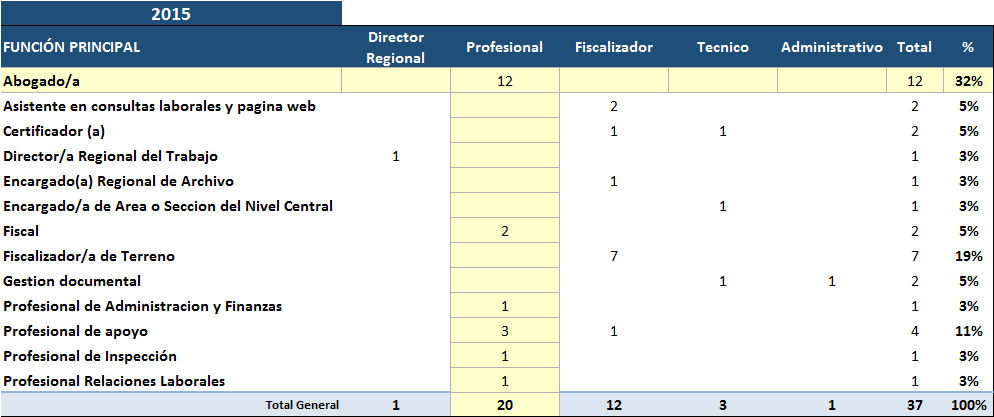 2015
FUNCIÓN PRINCIPAL Director Regional Profesional Fiscalizador Tecnico Administrativo Total %
Abogado/a 12 12 32%
Asistente en consultas laborales y pagina web 2 2 5%
Certificador (a) 1 1 2 5%
Director/a Regional del Trabajo 1 1 3%
Encargado(a) Regional de Archivo 1 1 3%
Encargado/a de Area o Seccion del Nivel Central 1 1 3%
Fiscal 2 2 5%
Fiscalizador/a de Terreno 7 7 19%
Gestion documental 1 1 2 5%
Profesional de Administracion y Finanzas 1 1 3%
Profesional de apoyo 3 1 4 11%
Profesional de Inspección 1 1 3%
Profesional Relaciones Laborales 1 1 3%
Total General 1 20 12 3 1 37 100%